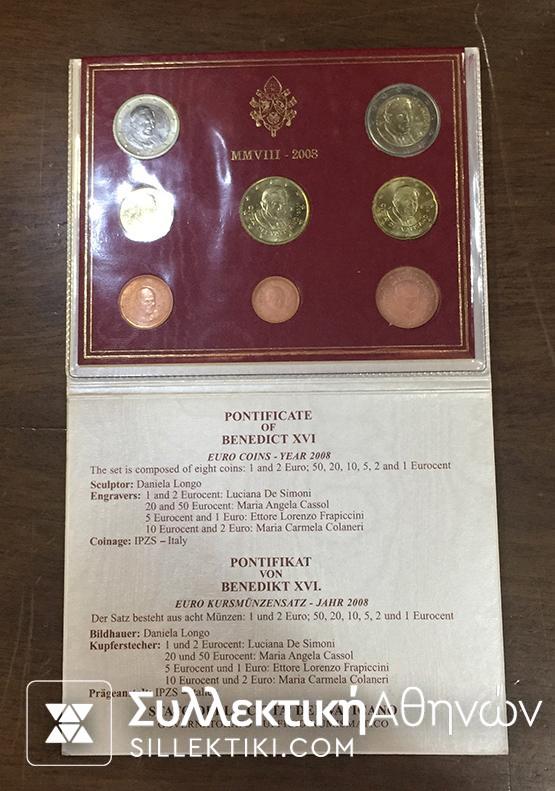 MMVIII - 2008
PONTIFICATE
OF
BENEDICT XVI
EURO COINS - YEAR 2008
The set is composed of eight coins: 1 and 2 Euro; 50, 20, 10, 5, 2 and 1 Eurocent
Sculptor: Daniela Longo
Engravers: 1 and 2 Eurocent: Luciana De Simoni
20 and 50 Eurocent: Maria Angela Cassol
5 Eurocent and 1 Euro: Ettore Lorenzo Frapiccini
10 Eurocent and 2 Euro: Maria Carmela Colaneri
Coinage: IPZS – Italy
PONTIFIKAT
VON
BENEDIKT XVI.
EURO KURSMÜNZENSATZ - JAHR 2008
Der Satz besteht aus acht Münzen: 1 und 2 Euro; 50, 20, 10, 5, 2 und 1 Eurocent
Bildhauer: Daniela Longo
Kupferstecher: 1 und 2 Eurocent: Luciana De Simoni
20 und 50 Eurocent: Maria Angela Cassol
5 Eurocent und 1 Euro: Ettore Lorenzo Frapiccini
10 Eurocent und 2 Euro: Maria Carmela Colaneri
Prägeanstalt: IPZS
Συλλεκτική Αθηνών
SILLEKTIKI.COM